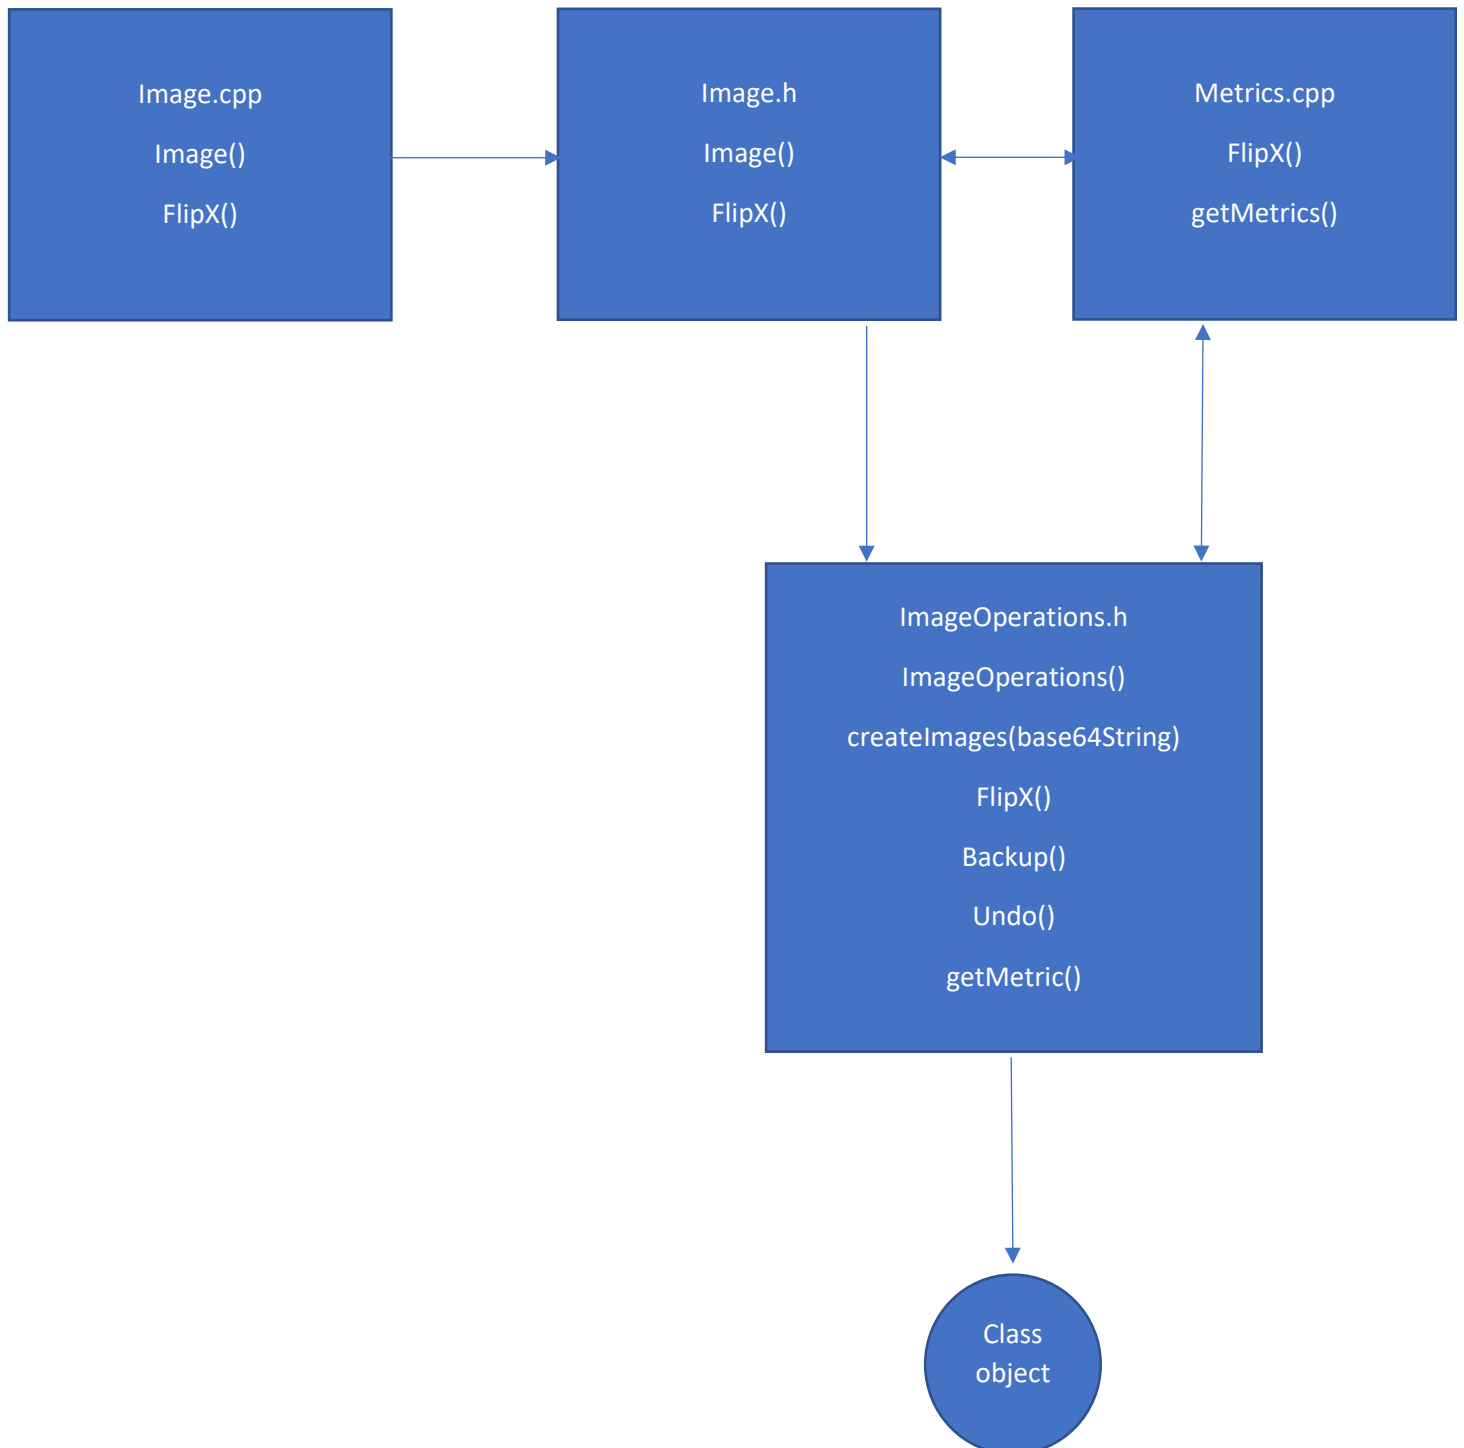 Image.cpp
Image()
FlipX()
Image.h
Image()
FlipX()
Metrics.cpp
FlipX()
getMetrics()
ImageOperations.h
ImageOperations()
createImages(base64String)
FlipX()
Backup()
Undo()
getMetric()
Class
object